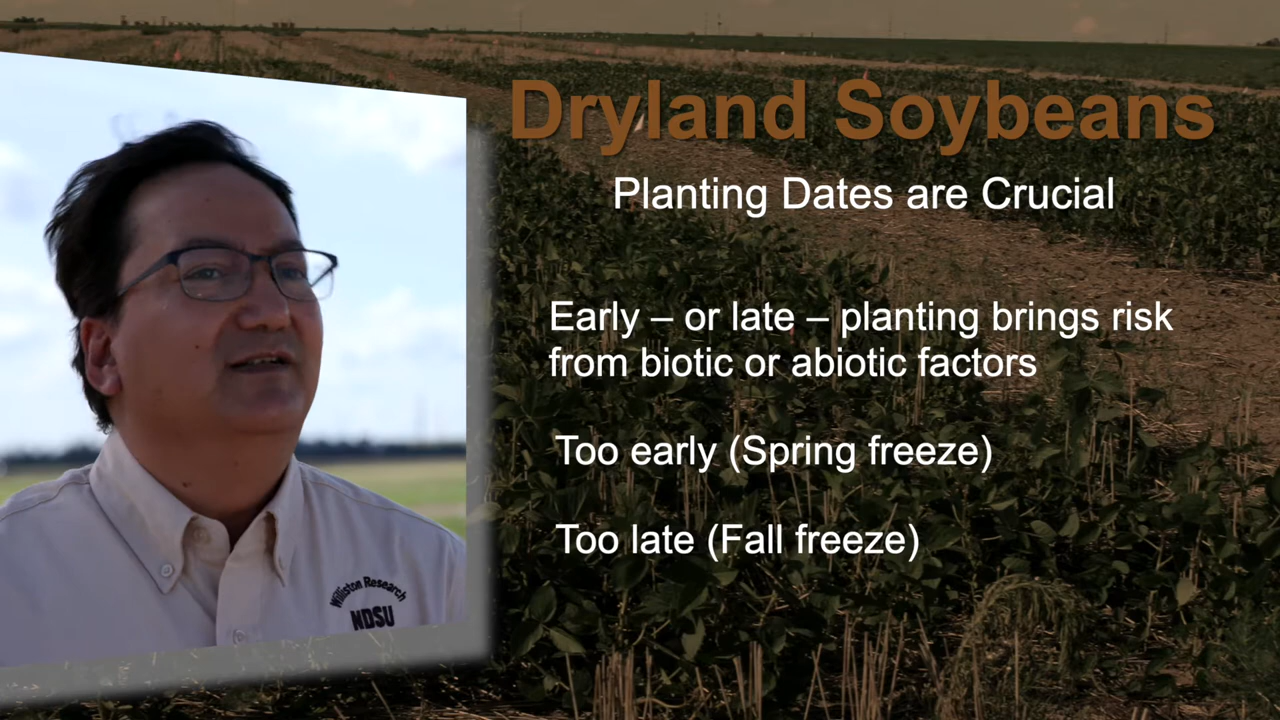 Dryland Soybeans
Planting Dates are Crucial
Early – or late – planting brings risk
from biotic or abiotic factors
Too early (Spring freeze)
Too late (Fall freeze)
Williston Research
NDSU